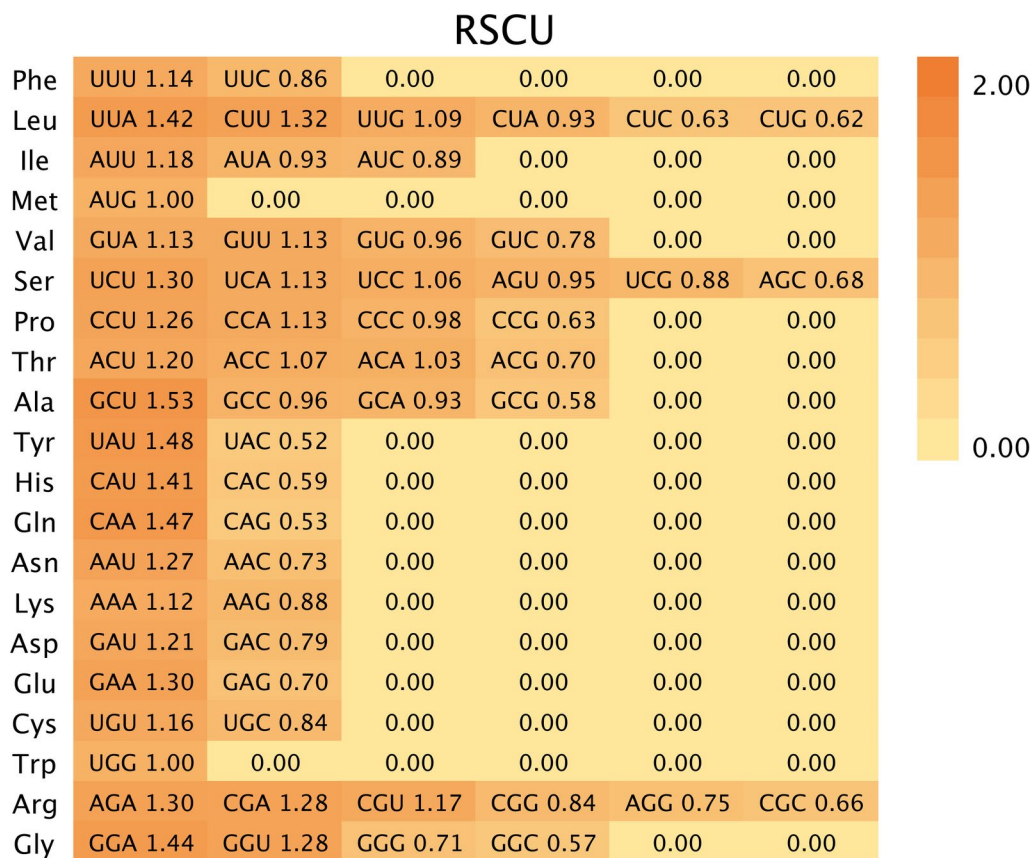 RSCU
Phe UUU 1.14 UUC 0.86 0.00 0.00 0.00 0.00
Leu UUA 1.42 CUU 1.32 UUG 1.09 CUA 0.93 CUC 0.63 CUG 0.62
Ile AUU 1.18 AUA 0.93 AUC 0.89 0.00 0.00 0.00
Met AUG 1.00 0.00 0.00 0.00 0.00 0.00
Val GUA 1.13 GUU 1.13 GUG 0.96 GUC 0.78 0.00 0.00
Ser UCU 1.30 UCA 1.13 UCC 1.06 AGU 0.95 UCG 0.88 AGC 0.68
Pro CCU 1.26 CCA 1.13 CCC 0.98 CCG 0.63 0.00 0.00
Thr ACU 1.20 ACC 1.07 ACA 1.03 ACG 0.70 0.00 0.00
Ala GCU 1.53 GCC 0.96 GCA 0.93 GCG 0.58 0.00 0.00
Tyr UAU 1.48 UAC 0.52 0.00 0.00 0.00 0.00
His CAU 1.41 CAC 0.59 0.00 0.00 0.00 0.00
Gln CAA 1.47 CAG 0.53 0.00 0.00 0.00 0.00
Asn AAU 1.27 AAC 0.73 0.00 0.00 0.00 0.00
Lys AAA 1.12 AAG 0.88 0.00 0.00 0.00 0.00
Asp GAU 1.21 GAC 0.79 0.00 0.00 0.00 0.00
Glu GAA 1.30 GAG 0.70 0.00 0.00 0.00 0.00
Cys UGU 1.16 UGC 0.84 0.00 0.00 0.00 0.00
Trp UGG 1.00 0.00 0.00 0.00 0.00 0.00
Arg AGA 1.30 CGA 1.28 CGU 1.17 CGG 0.84 AGG 0.75 CGC 0.66
Gly GGA 1.44 GGU 1.28 GGG 0.71 GGC 0.57 0.00 0.00
2.00
0.00